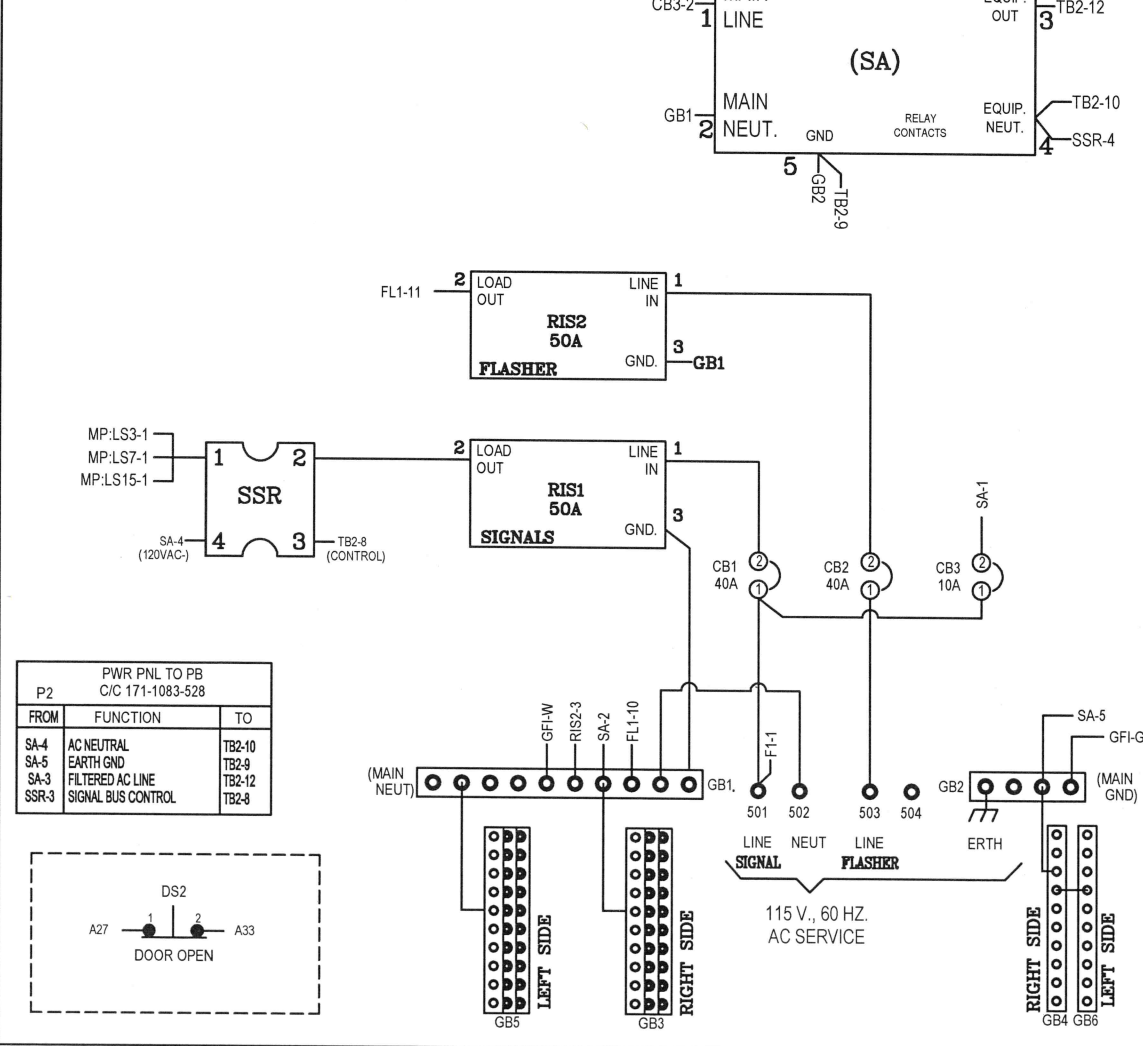 CB3-2
1 LINE
EQUIP.
OUT 3
TB2-12
(SA)
GB1
2
MAIN
NEUT.
GND
RELAY
CONTACTS
EQUIP.
NEUT.
4
TB2-10
SSR-4
5
GB2
TB2-9
FL1-11
2 LOAD
OUT
LINE 1
IN
RIS2
50A
3
GND.
GB1
FLASHER
MP:LS3-1
MP:LS7-1
MP:LS15-1
1 2
SSR
4 3
SA-4
(120VAC-)
TB2-8
(CONTROL)
2 LOAD
OUT
LINE 1
IN
RIS1
50A
3
GND.
SIGNALS
SA-1
CB1
40A
2
1
CB2
40A
2
1
CB3
10A
2
1
PWR PNL TO PB
P2 C/C 171-1083-528
FROM FUNCTION TO
SA-4 AC NEUTRAL TB2-10
SA-5 EARTH GND TB2-9
SA-3 FILTERED AC LINE TB2-12
SSR-3 SIGNAL BUS CONTROL TB2-8
GFI-W
RIS2-3
SA-2
FL1-10
F1-1
SA-5
GFI-G
(MAIN
NEUT)
GB1.
501 502 503 504
GB2
(MAIN
GND)
LINE NEUT LINE ERTH
SIGNAL FLASHER
115 V., 60 HZ.
AC SERVICE
DS2
A27 1 2 A33
DOOR OPEN
LEFT SIDE
GB5
RIGHT SIDE
GB3
RIGHT SIDE
GB4
LEFT SIDE
GB6